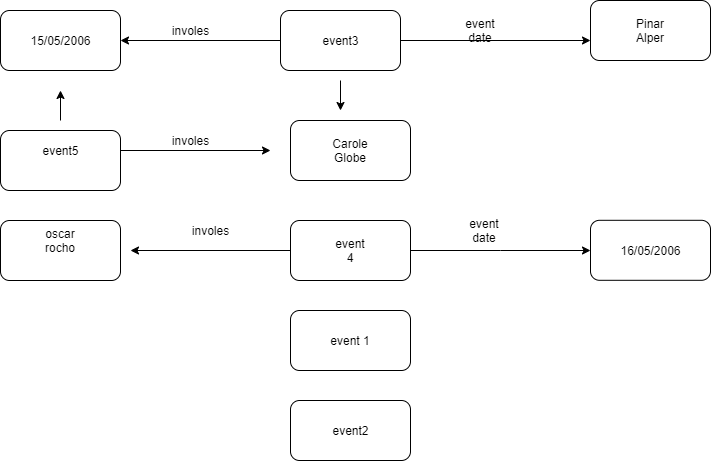 15/05/2006
involes
event3
event
date
Pinar
Alper
event5
involes
Carole
Globe
oscar
rocho
involes
event
4
event
date
16/05/2006
event 1
event2